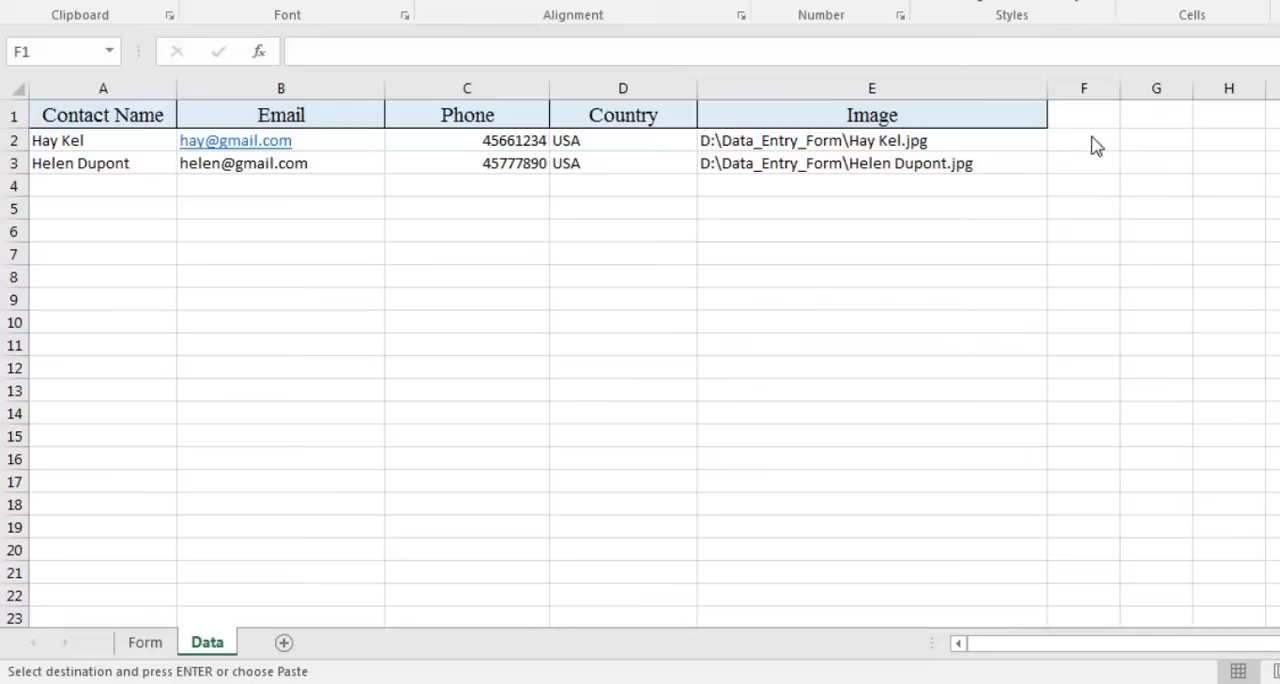 Clipboard Font Alignment Number Styles Cells
F1 fx
A B C D E F G H
1 Contact Name Email Phone Country Image
2 Hay Kel hay@gmail.com 45661234 USA D:\Data_Entry_Form\Hay Kel.jpg
3 Helen Dupont helen@gmail.com 45777890 USA D:\Data_Entry_Form\Helen Dupont.jpg
4
5
6
7
8
9
10
11
12
13
14
15
16
17
18
19
20
21
22
23
Form Data
Select destination and press ENTER or choose Paste